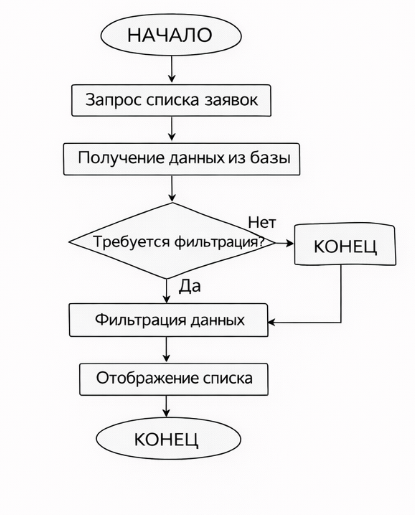 НАЧАЛО
Запрос списка заявок
Получение данных из базы
Требуется фильтрация?
Нет
КОНЕЦ
Да
Фильтрация данных
Отображение списка
КОНЕЦ